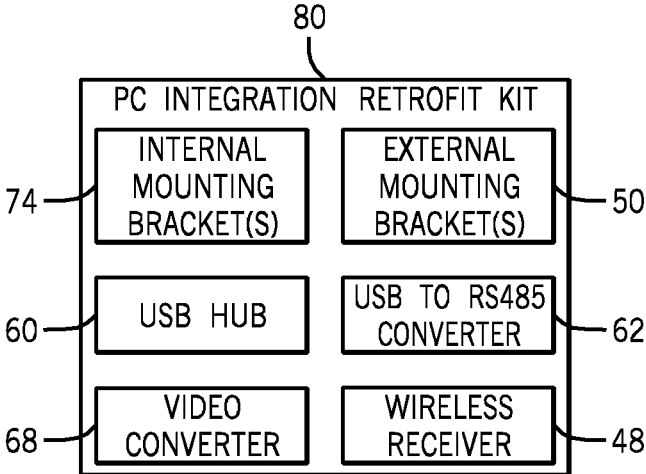 80
PC INTEGRATION RETROFIT KIT
74
INTERNAL
MOUNTING
BRACKET(S)
EXTERNAL
MOUNTING
BRACKET(S)
50
60
USB HUB
USB TO RS485
CONVERTER
62
68
VIDEO
CONVERTER
WIRELESS
RECEIVER
48